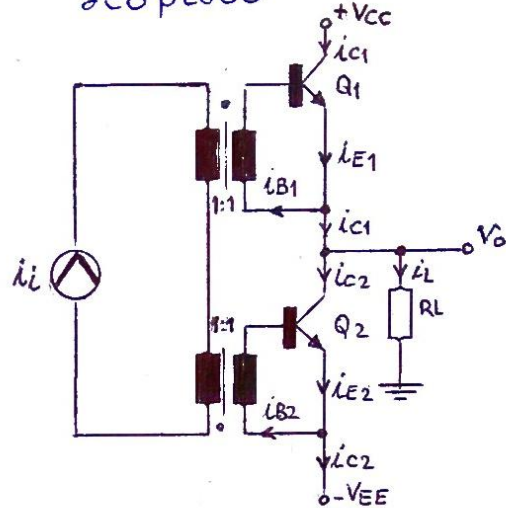 +VCC
iC1
Q1
iE1
iB1
1:1
iC1
Vo
ii
iC2
iL
RL
1:1
Q2
iE2
iB2
iC2
-VEE